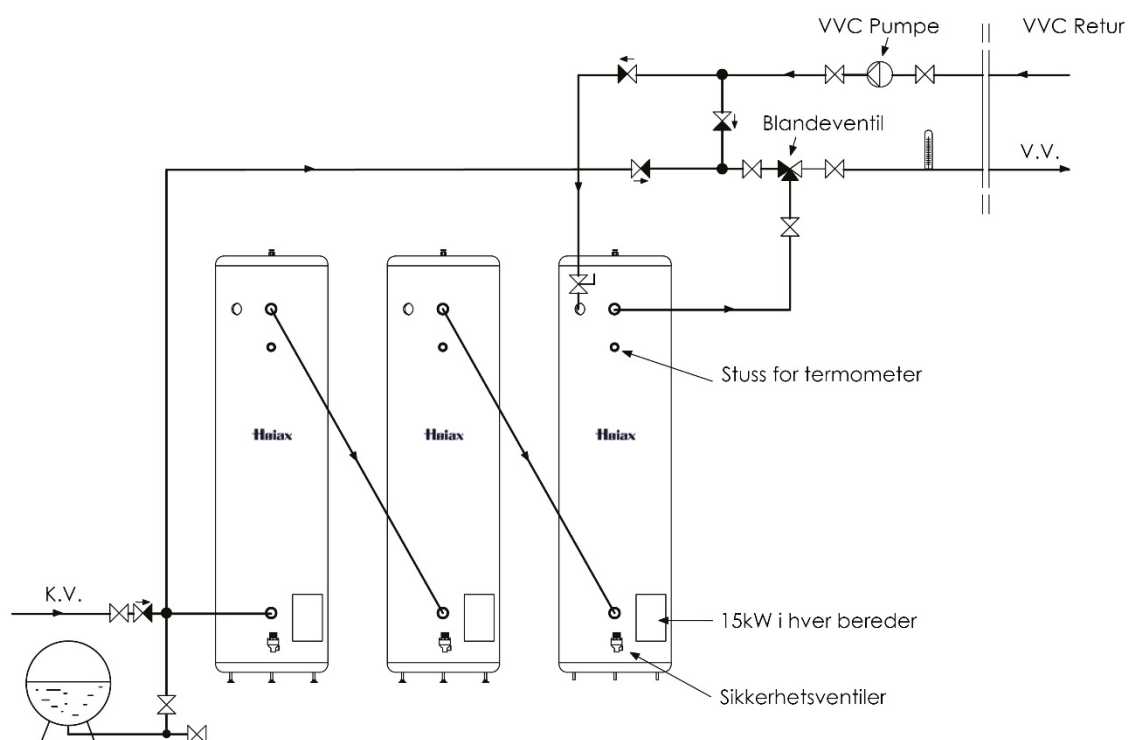 VVC Pumpe
VVC Retur
Blandeventil
V.V.
Stuss for termometer
Høiax
Høiax
Høiax
K.V.
15kW i hver bereder
Sikkerhetsventiler